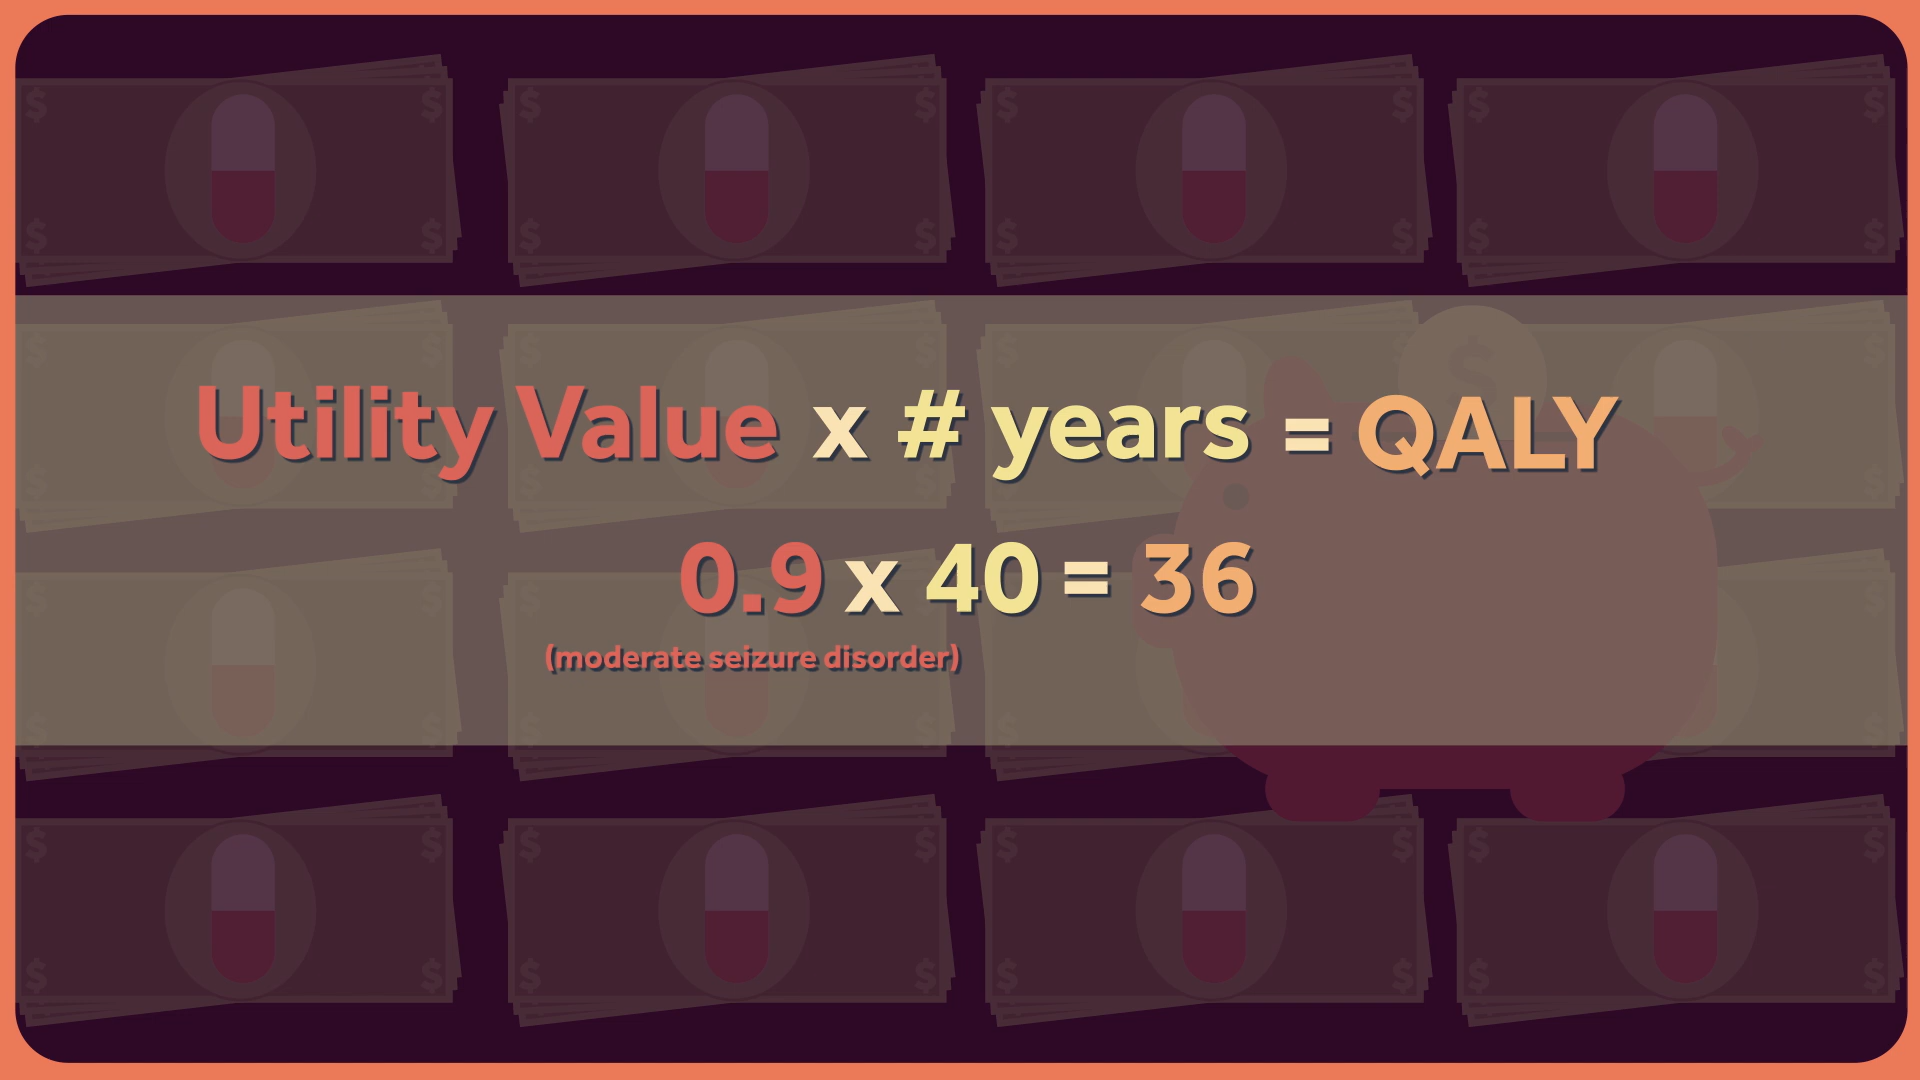 Utility Value x # years = QALY
0.9 x 40 = 36
(moderate seizure disorder)